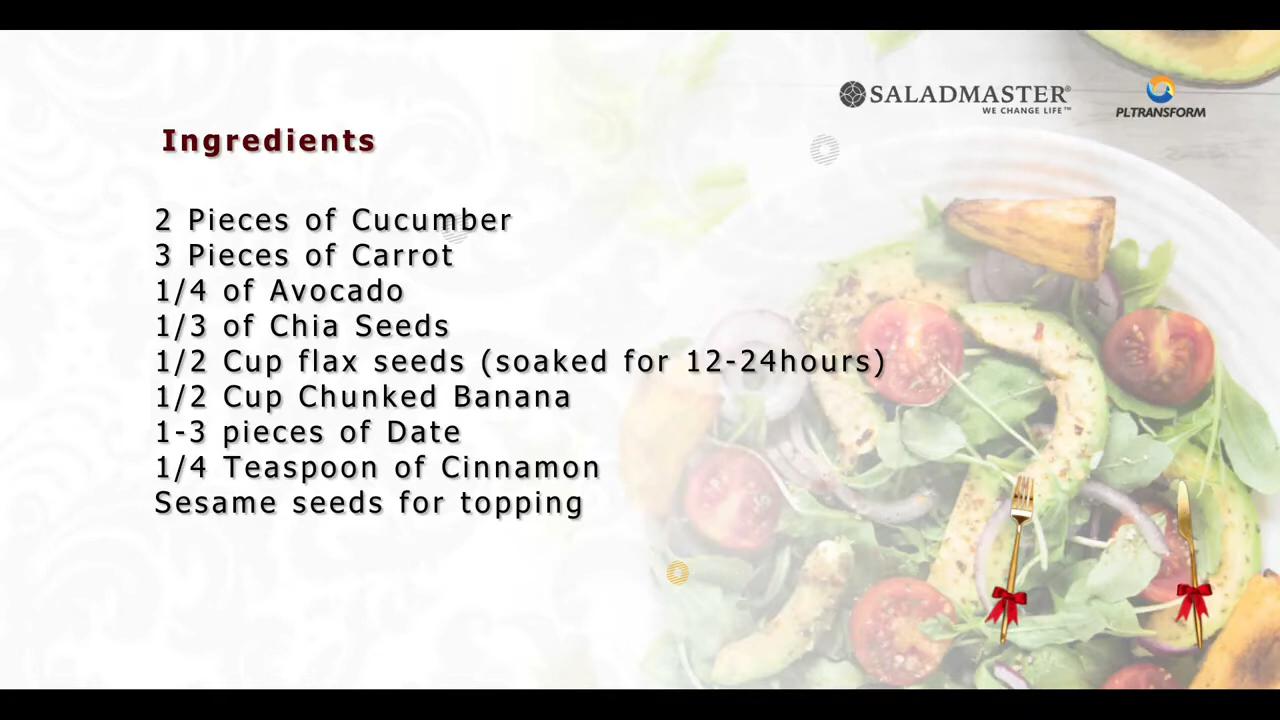 SALADMASTER®
WE CHANGE LIFE™
PLTRANSFORM
Ingredients
2 Pieces of Cucumber
3 Pieces of Carrot
1/4 of Avocado
1/3 of Chia Seeds
1/2 Cup flax seeds (soaked for 12-24hours)
1/2 Cup Chunked Banana
1-3 pieces of Date
1/4 Teaspoon of Cinnamon
Sesame seeds for topping